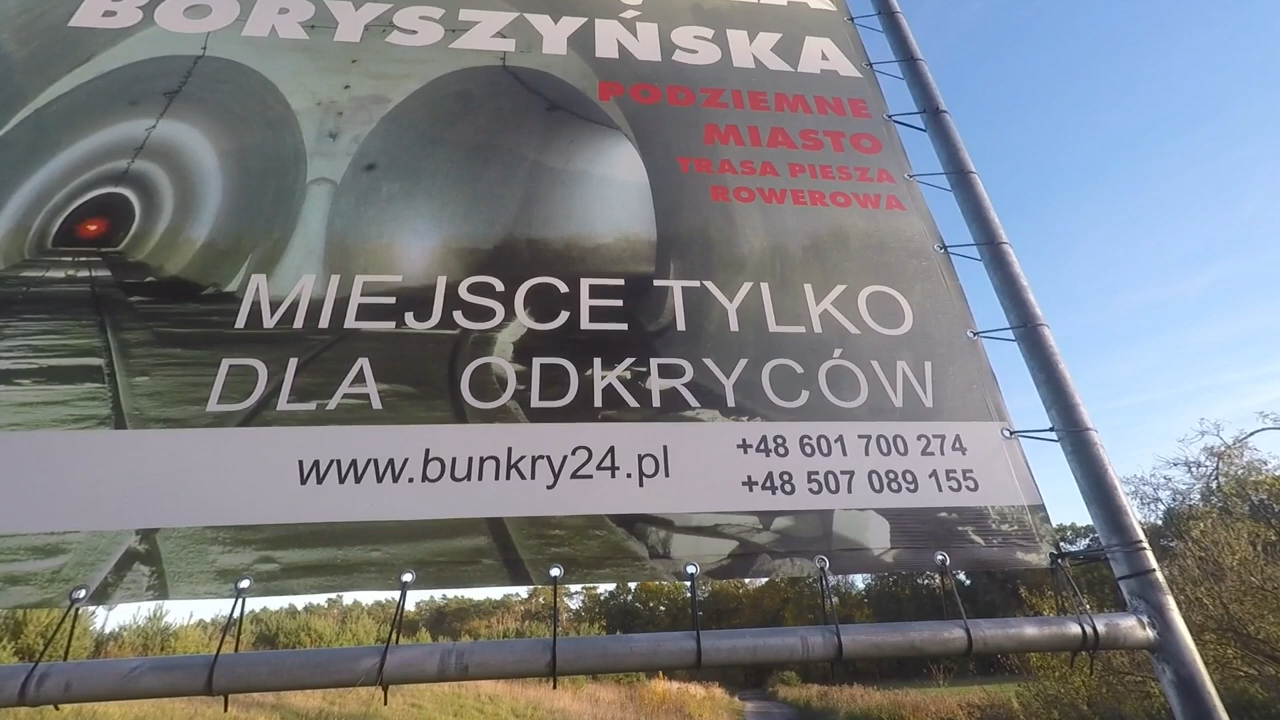 BORYSZYŃSKA
PODZIEMNE
MIASTO
TRASA PIESZA
ROWEROWA
MIEJSCE TYLKO
DLA ODKRYCÓW
www.bunkry24.pl
+48 601 700 274
+48 507 089 155